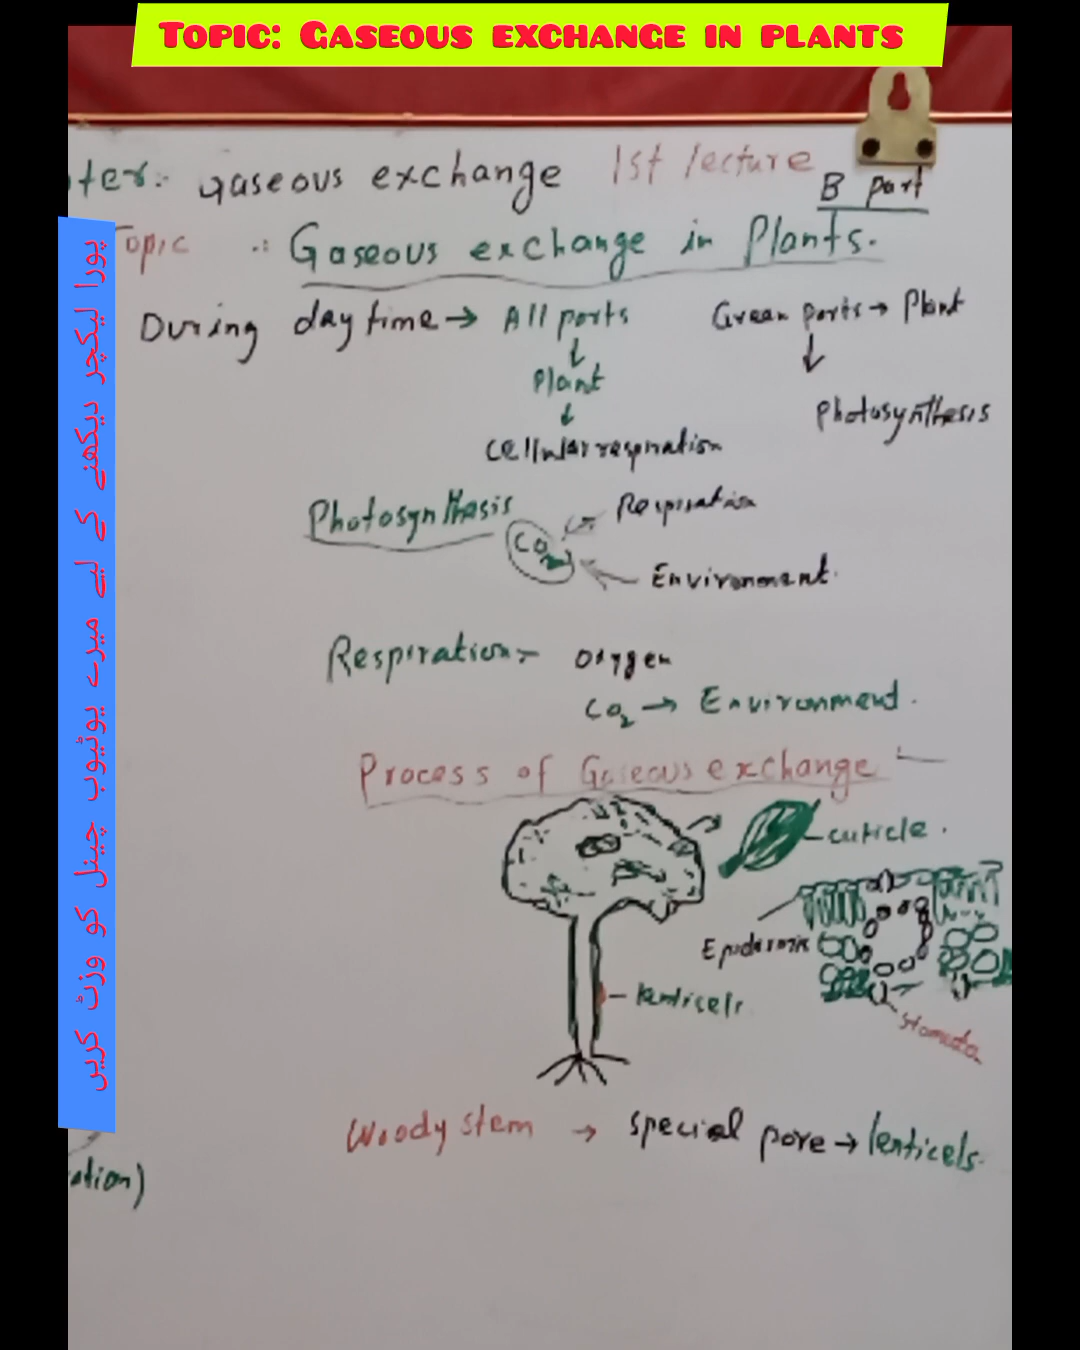 TOPIC: GASEOUS EXCHANGE IN PLANTS
ter:- Gaseous exchange 1st lecture
B part
Topic :- Gaseous exchange in Plants.
During day time → All parts
↓
Plant
↓
Cellular respiration
Green parts → Plant
↓
Photosynthesis
Photosynthesis
CO2
Respiration
Environment.
Respiration:- Oxygen
CO2 → Environment.
Process of Gaseous exchange
cuticle.
Epidermis
lenticels
Stomata
Woody stem → special pore → lenticels.
ation)
پورا لیکچر دیکھنے کے لیے میرے یوٹیوب چینل کو وزٹ کریں